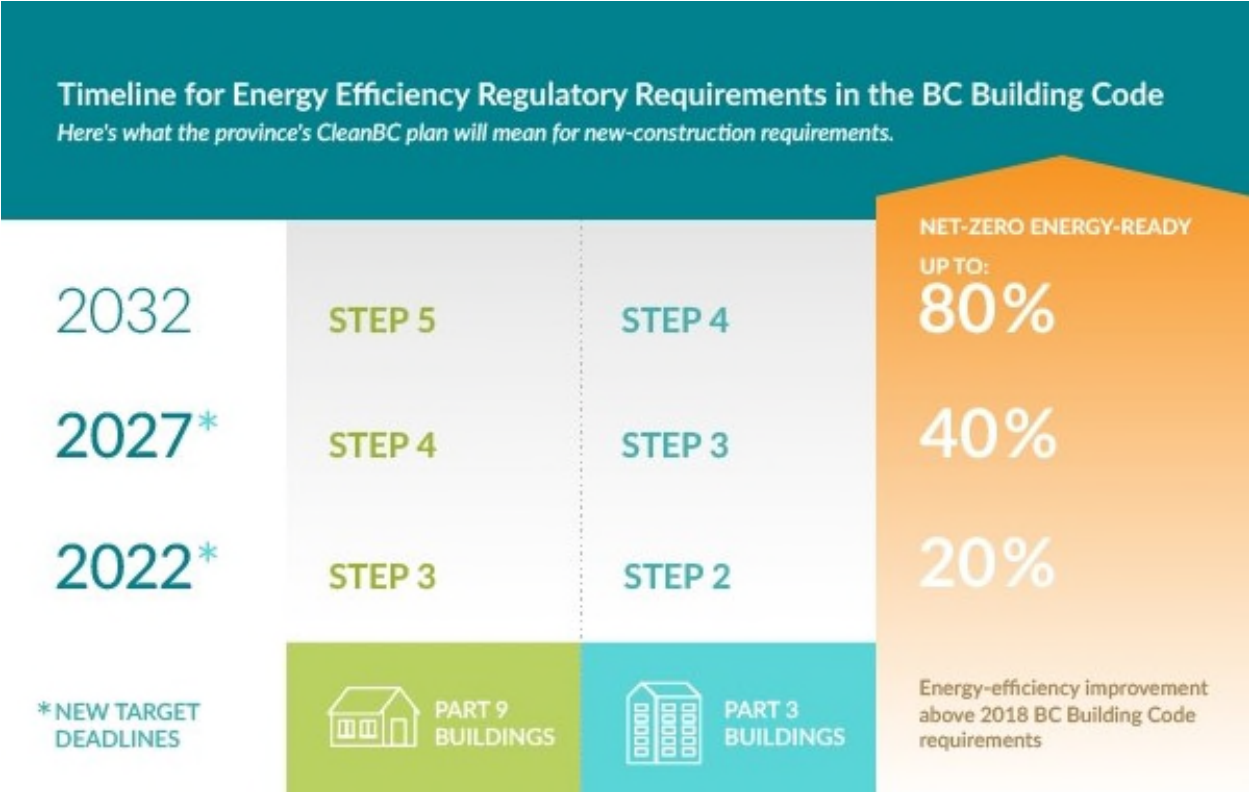 Timeline for Energy Efficiency Regulatory Requirements in the BC Building Code
Here's what the province's CleanBC plan will mean for new-construction requirements.
NET-ZERO ENERGY-READY
UP TO:
2032 STEP 5 STEP 4 80%
2027* STEP 4 STEP 3 40%
2022* STEP 3 STEP 2 20%
*NEW TARGET
DEADLINES
PART 9
BUILDINGS
PART 3
BUILDINGS
Energy-efficiency improvement
above 2018 BC Building Code
requirements